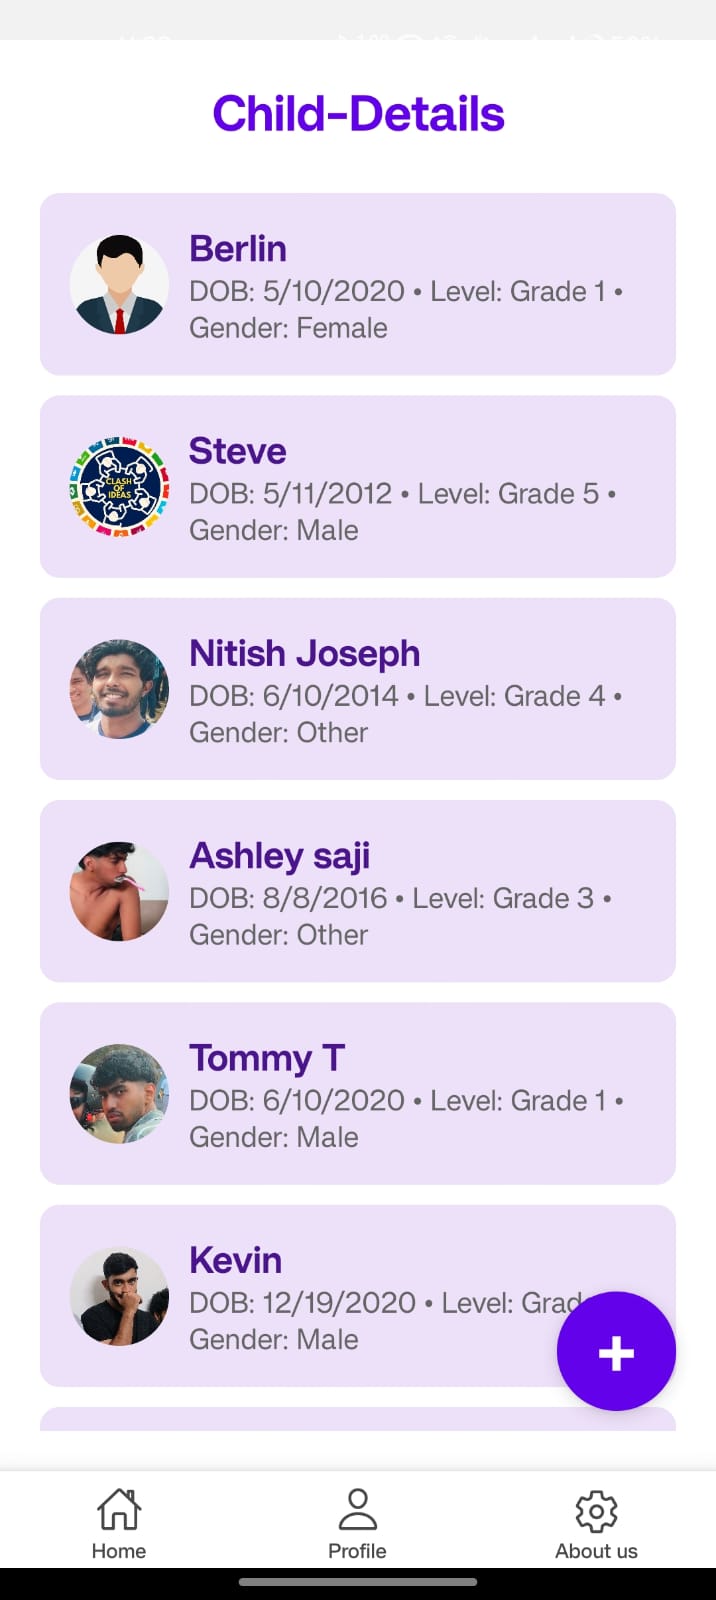 Child-Details
Berlin
DOB: 5/10/2020 • Level: Grade 1 •
Gender: Female
CLASH
OF
IDEAS
Steve
DOB: 5/11/2012 • Level: Grade 5 •
Gender: Male
Nitish Joseph
DOB: 6/10/2014 • Level: Grade 4 •
Gender: Other
Ashley saji
DOB: 8/8/2016 • Level: Grade 3 •
Gender: Other
Tommy T
DOB: 6/10/2020 • Level: Grade 1 •
Gender: Male
Kevin
DOB: 12/19/2020 • Level: Grad
Gender: Male
+
Home
Profile
About us